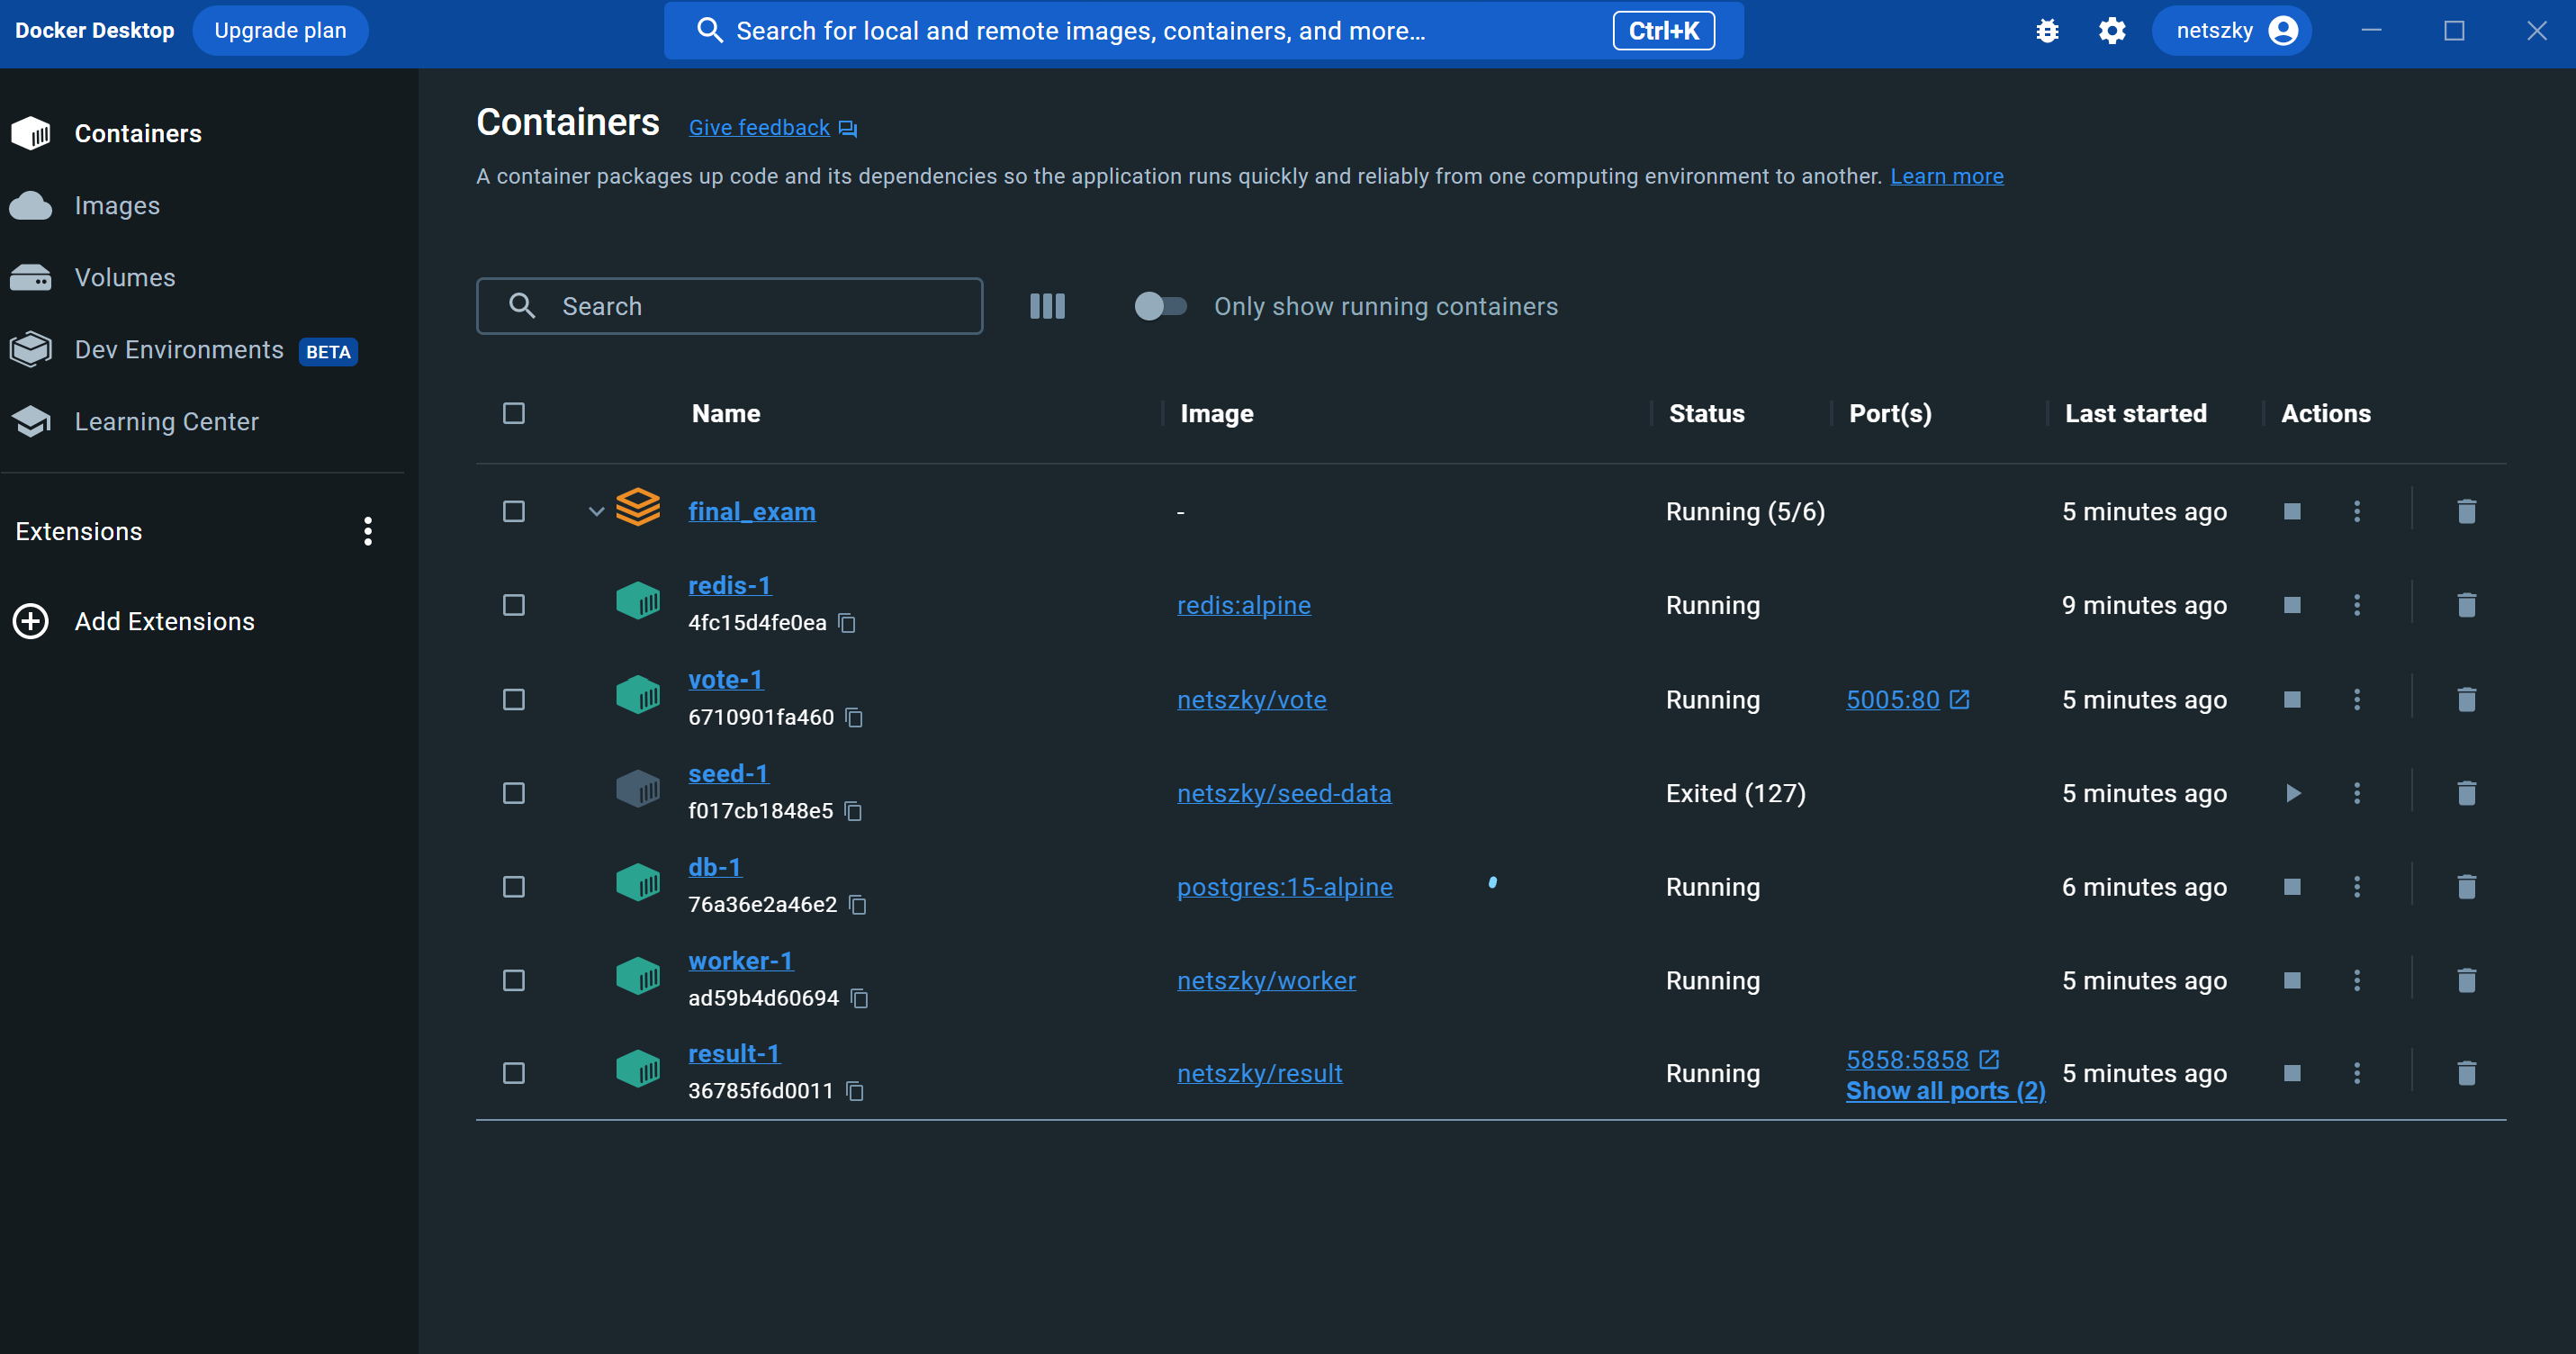 Docker Desktop Upgrade plan Search for local and remote images, containers, and more... Ctrl+K netszky
Containers
Images
Volumes
Dev Environments BETA
Learning Center
Extensions
Add Extensions
Containers Give feedback
A container packages up code and its dependencies so the application runs quickly and reliably from one computing environment to another. Learn more
Search Only show running containers
Name Image Status Port(s) Last started Actions
final_exam - Running (5/6) 5 minutes ago
redis-1
4fc15d4fe0ea redis:alpine Running 9 minutes ago
vote-1
6710901fa460 netszky/vote Running 5005:80 5 minutes ago
seed-1
f017cb1848e5 netszky/seed-data Exited (127) 5 minutes ago
db-1
76a36e2a46e2 postgres:15-alpine Running 6 minutes ago
worker-1
ad59b4d60694 netszky/worker Running 5 minutes ago
result-1
36785f6d0011 netszky/result Running 5858:5858 5 minutes ago
Show all ports (2)